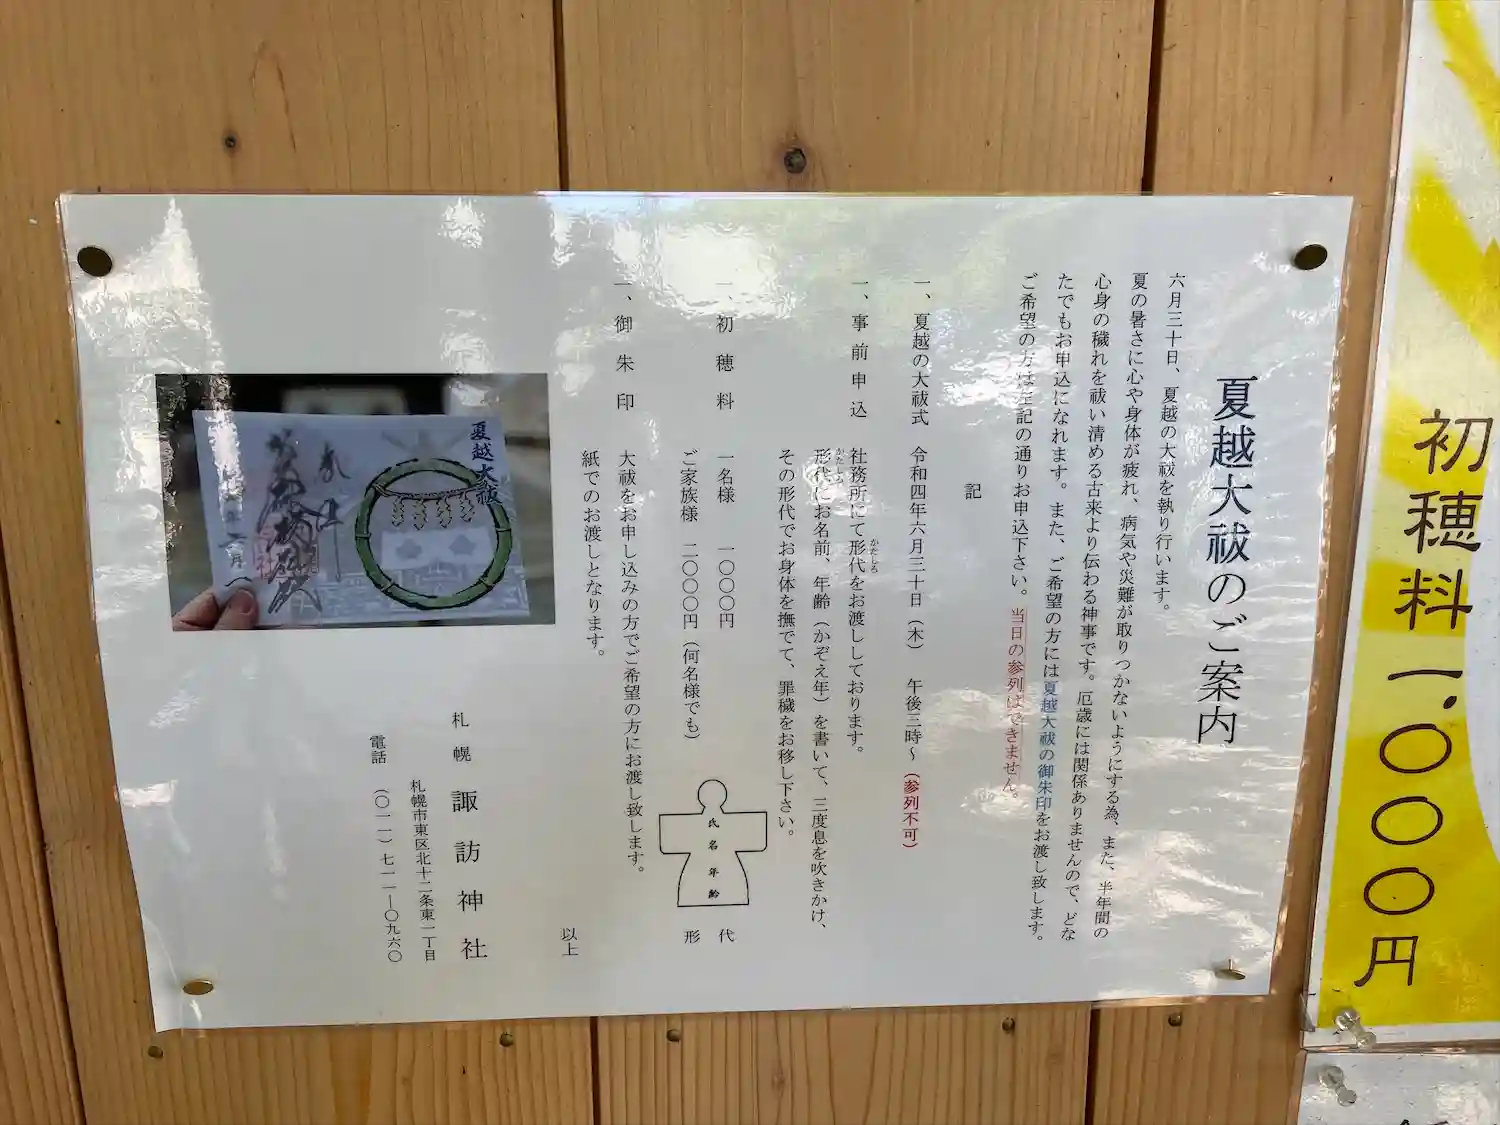 夏越大祓のご案内
六月三十日、夏越の大祓を執り行います。
夏の暑さに心や身体が疲れ、病気や災難が取りつかないようにする為、また、半年間の
心身の穢れを祓い清める古来より伝わる神事です。厄歳には関係ありませんので、どな
たでもお申込になれます。また、ご希望の方には夏越大祓の御朱印をお渡し致します。
ご希望の方は左記の通りお申込下さい。当日の参列はできません。
記
一、夏越の大祓式 令和四年六月三十日（木） 午後三時〜（参列不可）
一、事前申込 社務所にて形代をお渡ししております。
かたしろ
形代にお名前、年齢（かぞえ年）を書いて、三度息を吹きかけ、
かたしろ
その形代でお身体を撫でて、罪穢をお移し下さい。
一、初穂料 一名様 一〇〇〇円
ご家族様 二〇〇〇円（何名様でも）
氏名年齢
形代
一、御朱印 大祓をお申し込みの方でご希望の方にお渡し致します。
紙でのお渡しとなります。
以上
夏越大祓
札幌 諏訪神社
札幌市東区北十二条東一丁目
電話 （〇一一）七一一―〇九六〇
初穂料一.〇〇〇円